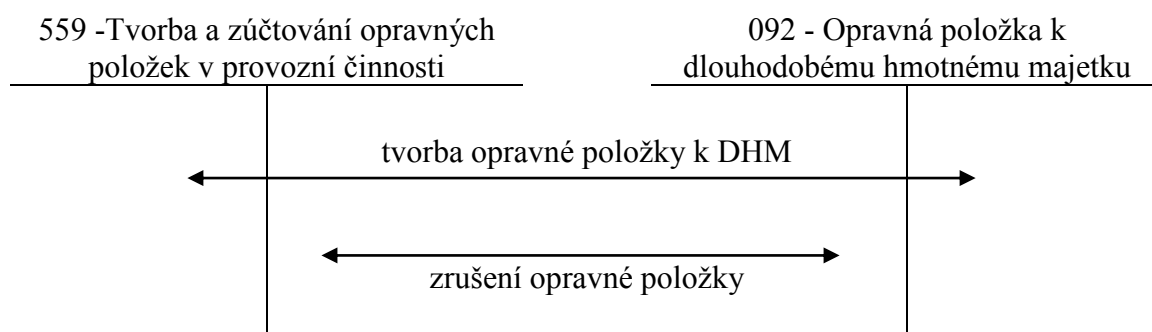 559 -Tvorba a zúčtování opravných
položek v provozní činnosti
092 - Opravná položka k
dlouhodobému hmotnému majetku
tvorba opravné položky k DHM
zrušení opravné položky